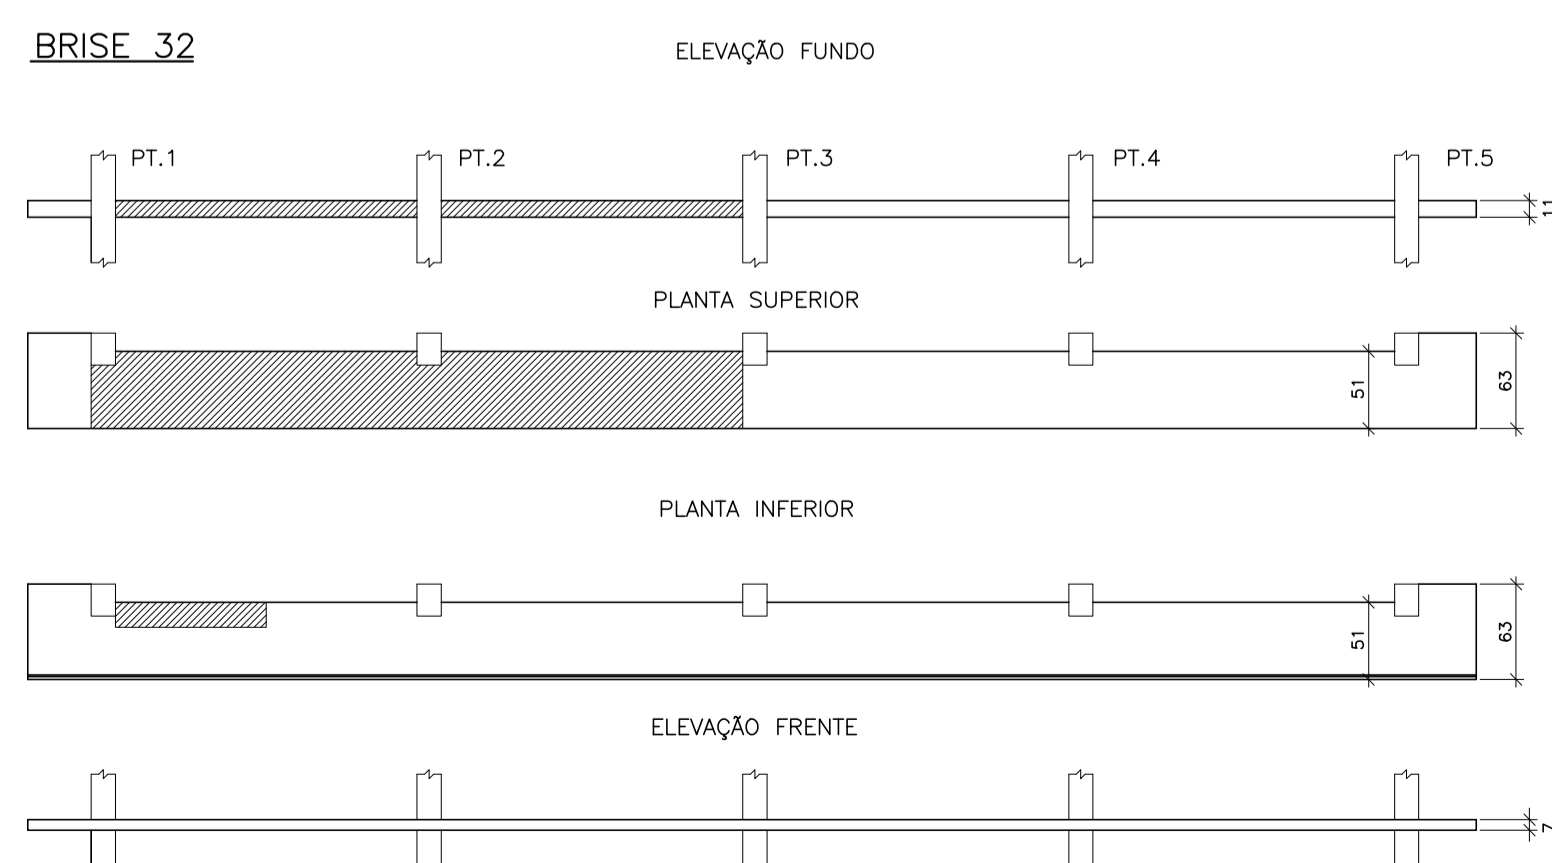 BRISE 32
ELEVAÇÃO FUNDO
PT.1 PT.2 PT.3 PT.4 PT.5
11
PLANTA SUPERIOR
51 63
PLANTA INFERIOR
51 63
ELEVAÇÃO FRENTE
7